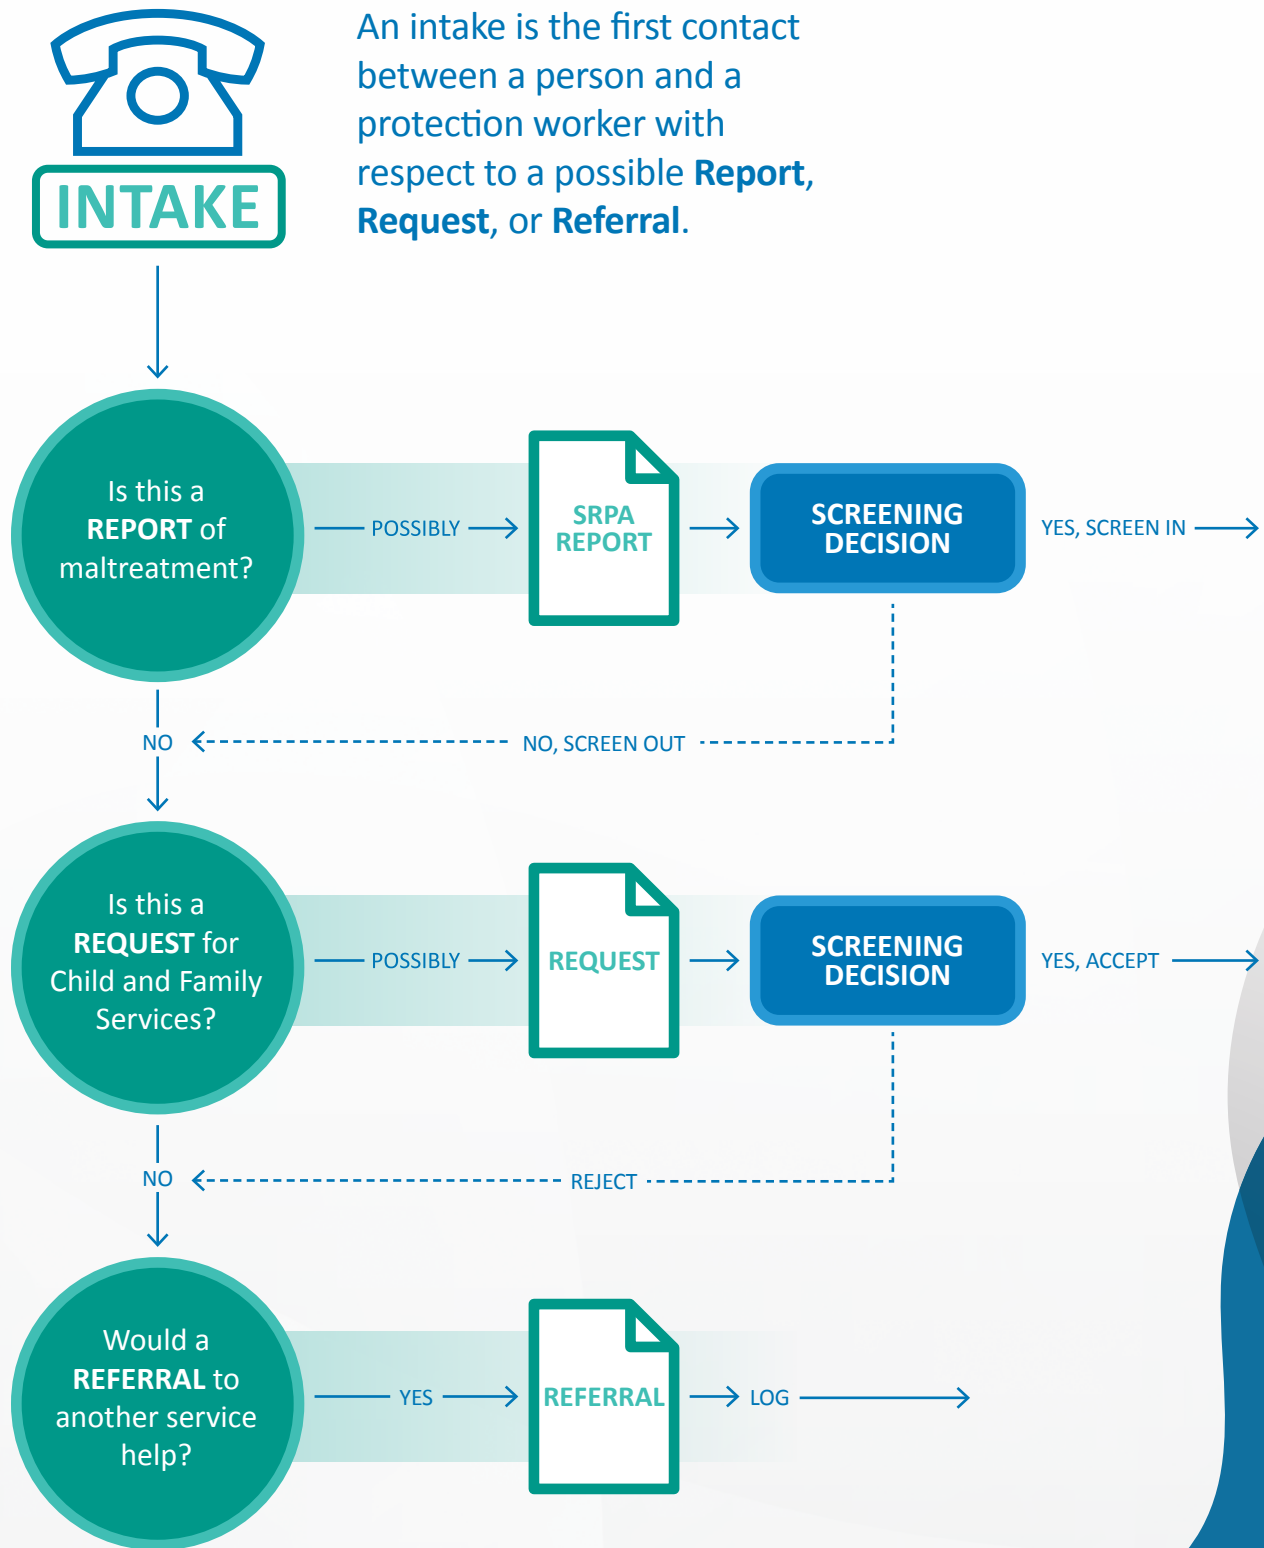 An intake is the first contact
between a person and a
protection worker with
respect to a possible Report,
Request, or Referral.
INTAKE
Is this a
REPORT of
maltreatment?
POSSIBLY
SRPA
REPORT
SCREENING
DECISION
YES, SCREEN IN
NO
NO, SCREEN OUT
Is this a
REQUEST for
Child and Family
Services?
POSSIBLY
REQUEST
SCREENING
DECISION
YES, ACCEPT
NO
REJECT
Would a
REFERRAL to
another service
help?
YES
REFERRAL
LOG